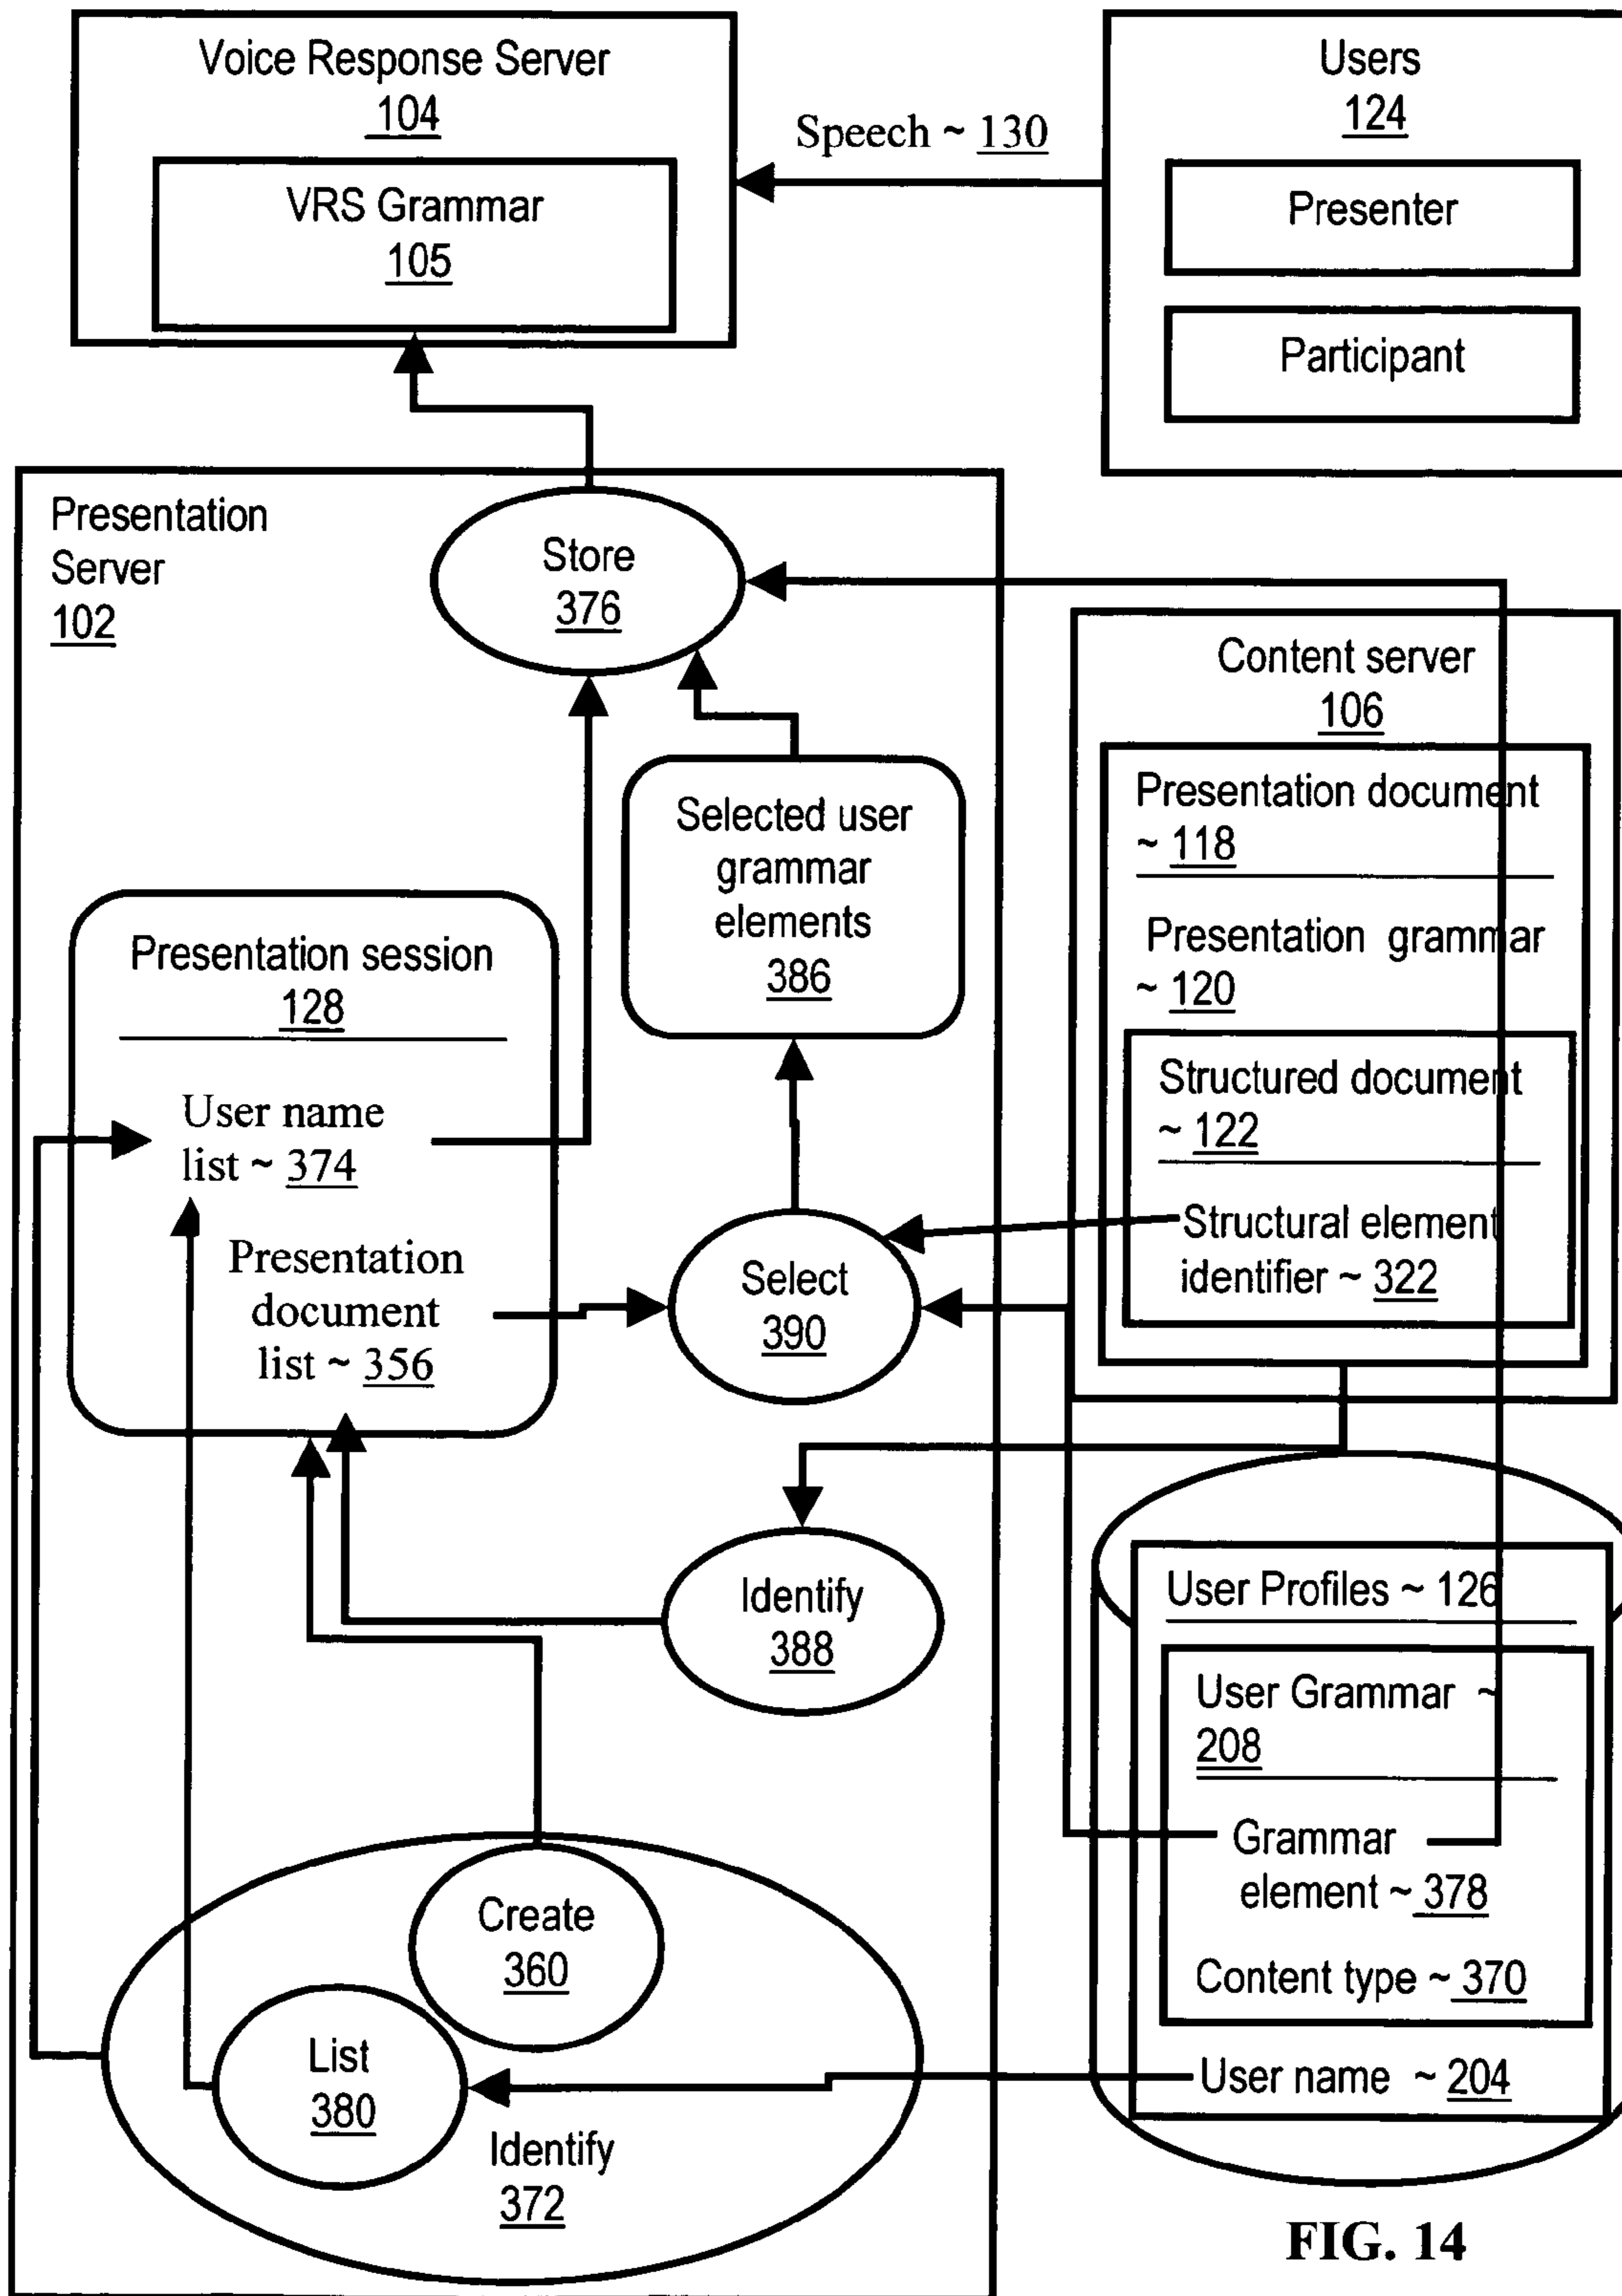 Voice Response Server
104
VRS Grammar
105
Speech ~ 130
Users
124
Presenter
Participant
Presentation
Server
102
Store
376
Content server
106
Presentation document
~ 118
Presentation grammar
~ 120
Structured document
~ 122
Structural element
identifier ~ 322
Selected user
grammar
elements
386
Presentation session
128
User name
list ~ 374
Presentation
document
list ~ 356
Select
390
Identify
388
User Profiles ~ 126
User Grammar ~
208
Grammar
element ~ 378
Content type ~ 370
User name ~ 204
Create
360
List
380
Identify
372
FIG. 14